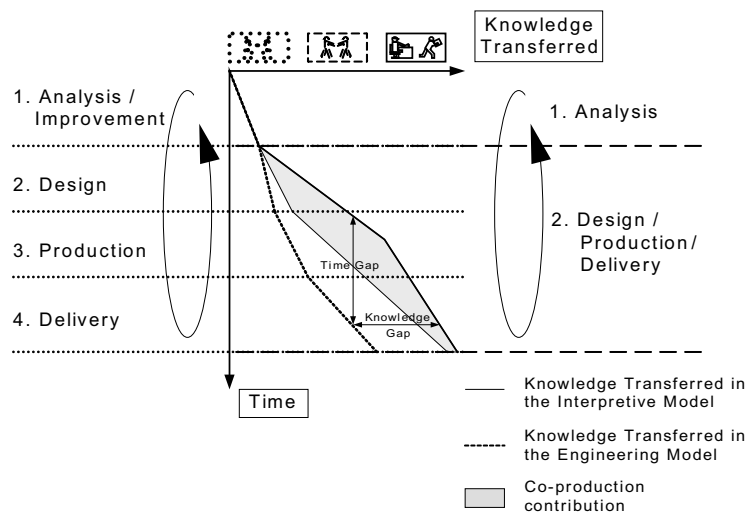 Knowledge
Transferred
1. Analysis /
Improvement
2. Design
3. Production
4. Delivery
1. Analysis
2. Design /
Production /
Delivery
Time Gap
Knowledge
Gap
Time
Knowledge Transferred in
the Interpretive Model
Knowledge Transferred in
the Engineering Model
Co-production
contribution